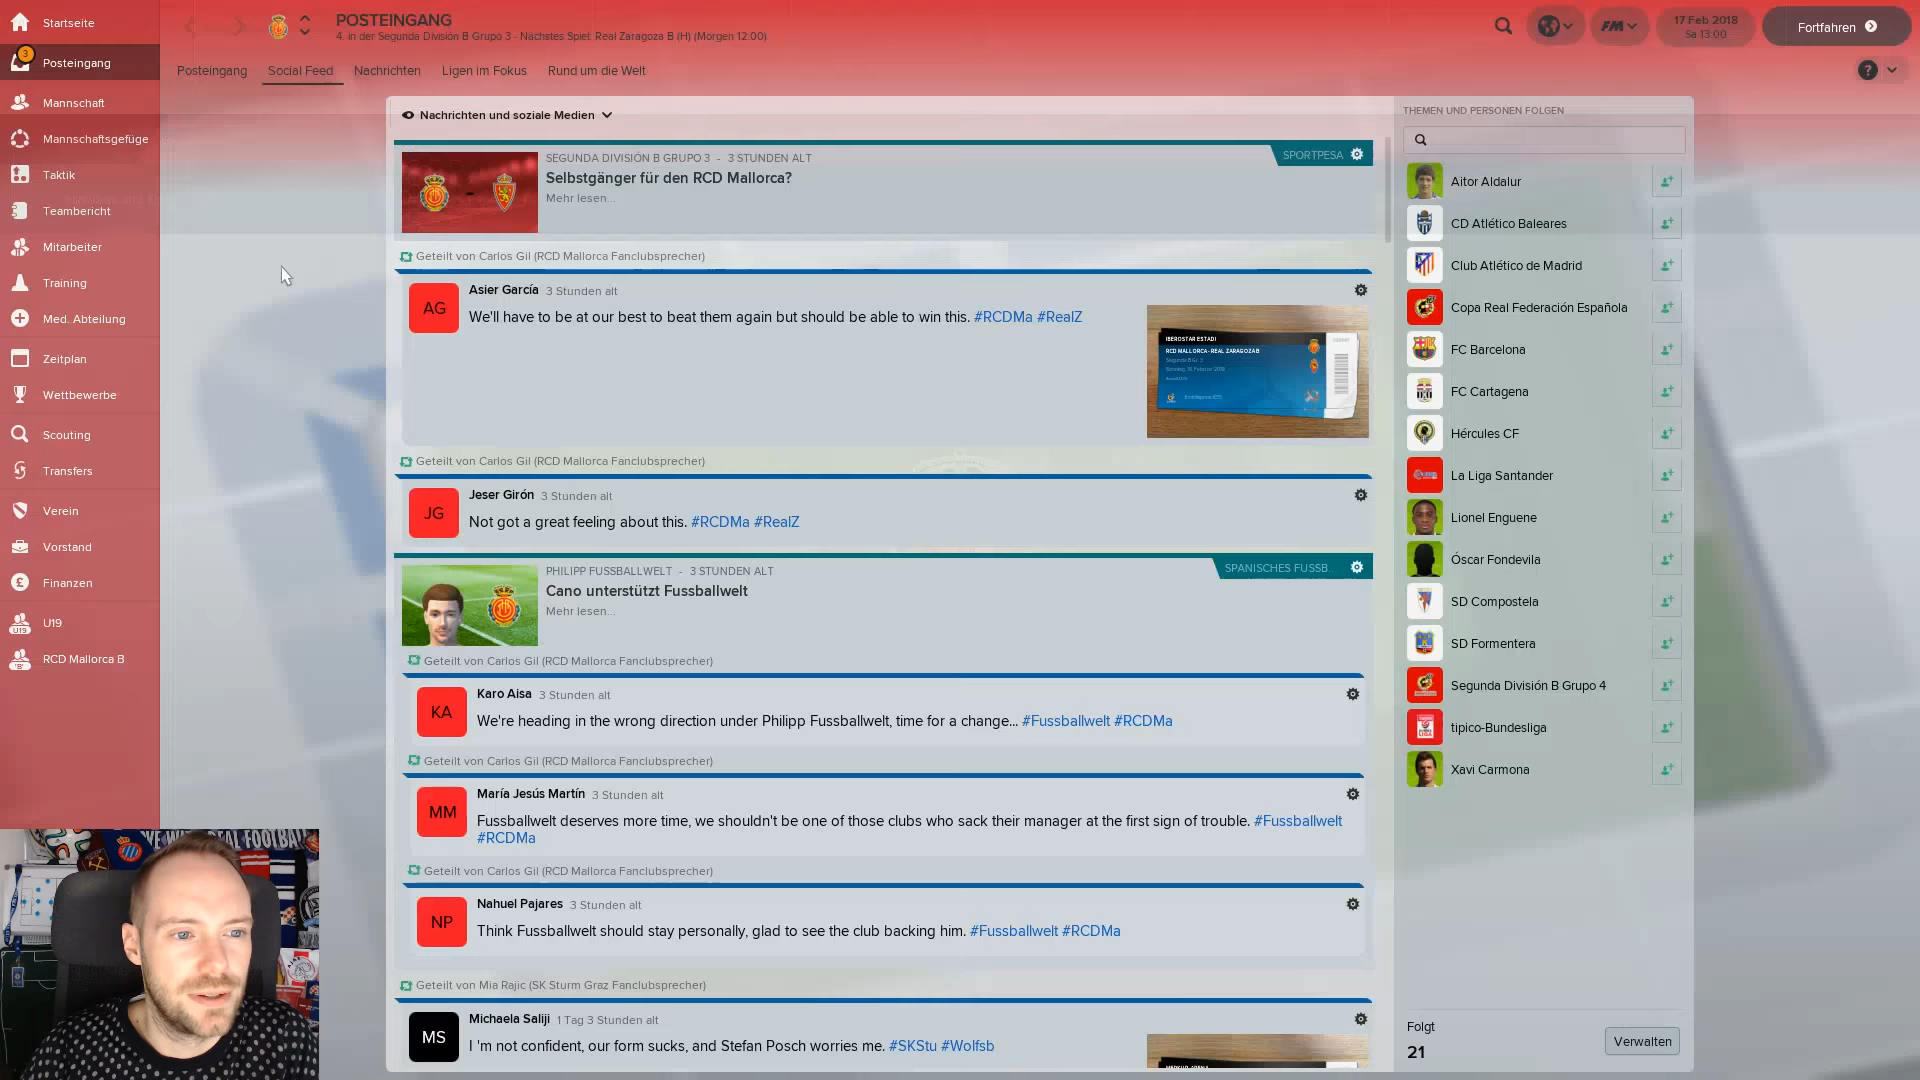 Startseite
3
Posteingang
Mannschaft
Mannschaftsgefüge
Taktik
Teambericht
Mitarbeiter
Training
Med. Abteilung
Zeitplan
Wettbewerbe
Scouting
Transfers
Verein
Vorstand
Finanzen
U19
U19
RCD Mallorca B
POSTEINGANG
4. in der Segunda División B Grupo 3 - Nächstes Spiel: Real Zaragoza B (H) (Morgen 12:00)
FM
17 Feb 2018
Sa 13:00
Fortfahren
Posteingang
Social Feed
Nachrichten
Ligen im Fokus
Rund um die Welt
Nachrichten und soziale Medien
SEGUNDA DIVISIÓN B GRUPO 3 - 3 STUNDEN ALT
SPORTPESA
Selbstgänger für den RCD Mallorca?
Mehr lesen...
Geteilt von Carlos Gil (RCD Mallorca Fanclubsprecher)
AG
Asier García 3 Stunden alt
We'll have to be at our best to beat them again but should be able to win this. #RCDMa #RealZ
IBEROSTAR ESTADI
RCD MALLORCA - REAL ZARAGOZA B
Geteilt von Carlos Gil (RCD Mallorca Fanclubsprecher)
JG
Jeser Girón 3 Stunden alt
Not got a great feeling about this. #RCDMa #RealZ
PHILIPP FUSSBALLWELT - 3 STUNDEN ALT
SPANISCHES FUSSB...
Cano unterstützt Fussballwelt
Mehr lesen...
Geteilt von Carlos Gil (RCD Mallorca Fanclubsprecher)
KA
Karo Aisa 3 Stunden alt
We're heading in the wrong direction under Philipp Fussballwelt, time for a change... #Fussballwelt #RCDMa
Geteilt von Carlos Gil (RCD Mallorca Fanclubsprecher)
MM
María Jesús Martín 3 Stunden alt
Fussballwelt deserves more time, we shouldn't be one of those clubs who sack their manager at the first sign of trouble. #Fussballwelt
#RCDMa
Geteilt von Carlos Gil (RCD Mallorca Fanclubsprecher)
NP
Nahuel Pajares 3 Stunden alt
Think Fussballwelt should stay personally, glad to see the club backing him. #Fussballwelt #RCDMa
Geteilt von Mia Rajic (SK Sturm Graz Fanclubsprecher)
MS
Michaela Saliji 1 Tag 3 Stunden alt
I 'm not confident, our form sucks, and Stefan Posch worries me. #SKStu #Wolfsb
THEMEN UND PERSONEN FOLGEN
Aitor Aldalur
CD Atlético Baleares
Club Atlético de Madrid
Copa Real Federación Española
FC Barcelona
FC Cartagena
Hércules CF
La Liga Santander
Lionel Enguene
Óscar Fondevila
SD Compostela
SD Formentera
Segunda División B Grupo 4
tipico-Bundesliga
Xavi Carmona
Folgt
21
Verwalten
REAL FOOTBALL